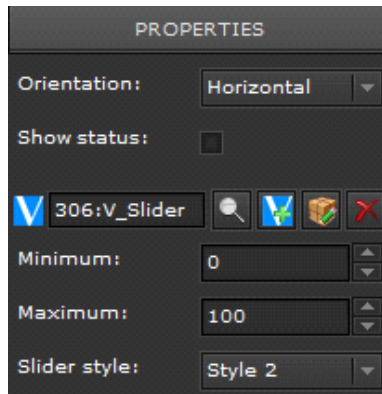 PROPERTIES
Orientation: Horizontal
Show status:
V 306:V_Slider
Minimum: 0
Maximum: 100
Slider style: Style 2